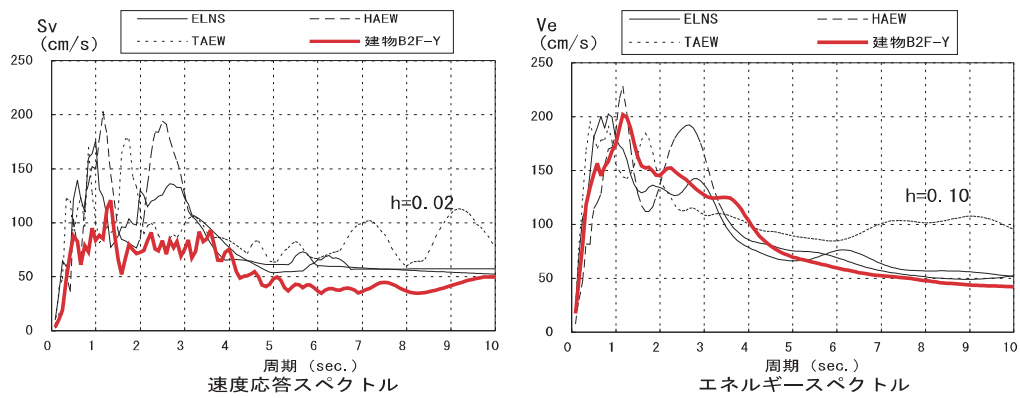 Sv
(cm/s)
ELNS
HAEW
TAEW
建物B2F-Y
250
200
150
100
50
0
h=0.02
0 1 2 3 4 5 6 7 8 9 10
周期 (sec.)
速度応答スペクトル
Ve
(cm/s)
ELNS
HAEW
TAEW
建物B2F-Y
250
200
150
100
50
0
h=0.10
0 1 2 3 4 5 6 7 8 9 10
周期 (sec.)
エネルギースペクトル